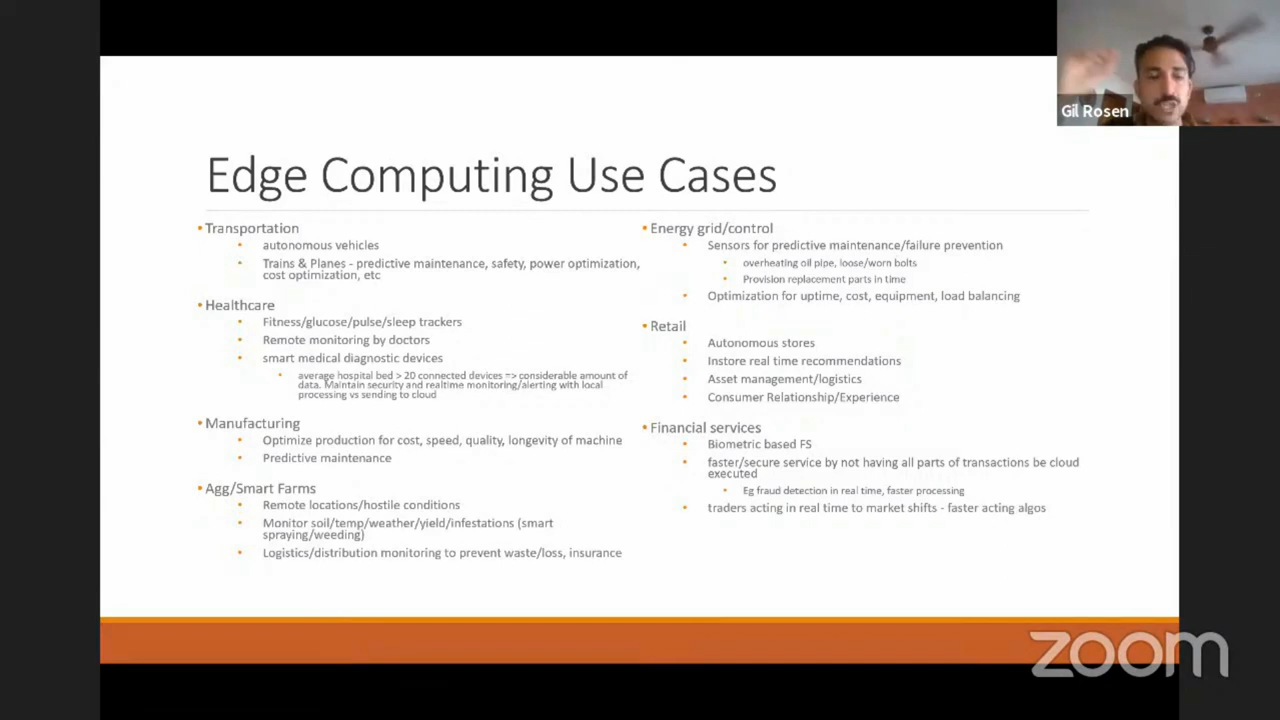 Gil Rosen
Edge Computing Use Cases
Transportation
autonomous vehicles
Trains & Planes - predictive maintenance, safety, power optimization,
cost optimization, etc
Healthcare
Fitness/glucose/pulse/sleep trackers
Remote monitoring by doctors
smart medical diagnostic devices
average hospital bed > 20 connected devices => considerable amount of
data. Maintain security and realtime monitoring/alerting with local
processing vs sending to cloud
Manufacturing
Optimize production for cost, speed, quality, longevity of machine
Predictive maintenance
Agg/Smart Farms
Remote locations/hostile conditions
Monitor soil/temp/weather/yield/infestations (smart
spraying/weeding)
Logistics/distribution monitoring to prevent waste/loss, insurance
Energy grid/control
Sensors for predictive maintenance/failure prevention
overheating oil pipe, loose/worn bolts
Provision replacement parts in time
Optimization for uptime, cost, equipment, load balancing
Retail
Autonomous stores
Instore real time recommendations
Asset management/logistics
Consumer Relationship/Experience
Financial services
Biometric based FS
faster/secure service by not having all parts of transactions be cloud
executed
Eg fraud detection in real time, faster processing
traders acting in real time to market shifts - faster acting algos
zoom